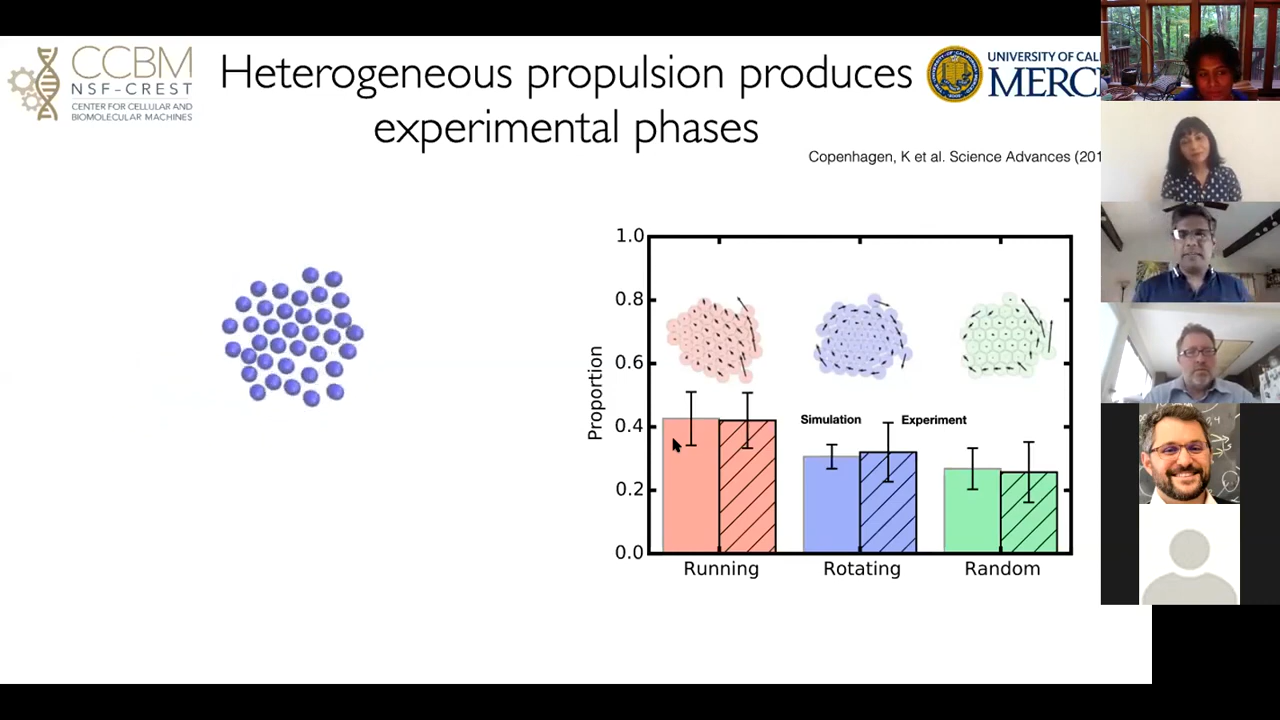 CCBM
NSF-CREST
CENTER FOR CELLULAR AND
BIOMOLECULAR MACHINES
Heterogeneous propulsion produces
experimental phases
UNIVERSITY OF CAL
MERC
Copenhagen, K et al. Science Advances (201
1.0
0.8
0.6
0.4
0.2
0.0
Proportion
Simulation
Experiment
Running
Rotating
Random